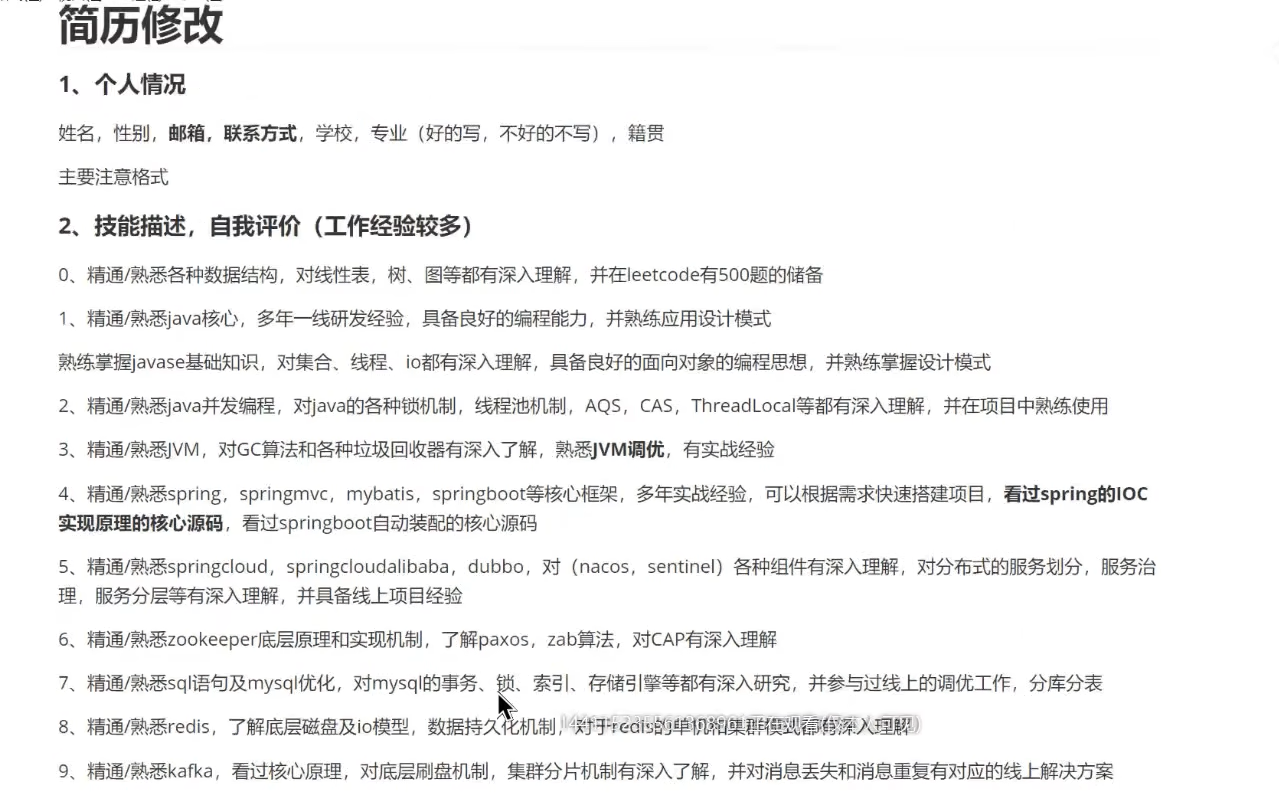 简历修改
1、个人情况
姓名，性别，邮箱，联系方式，学校，专业（好的写，不好的不写），籍贯
主要注意格式
2、技能描述，自我评价（工作经验较多）
0、精通/熟悉各种数据结构，对线性表，树、图等都有深入理解，并在leetcode有500题的储备
1、精通/熟悉java核心，多年一线研发经验，具备良好的编程能力，并熟练应用设计模式
熟练掌握javase基础知识，对集合、线程、io都有深入理解，具备良好的面向对象的编程思想，并熟练掌握设计模式
2、精通/熟悉java并发编程，对java的各种锁机制，线程池机制，AQS，CAS，ThreadLocal等都有深入理解，并在项目中熟练使用
3、精通/熟悉JVM，对GC算法和各种垃圾回收器有深入了解，熟悉JVM调优，有实战经验
4、精通/熟悉spring，springmvc，mybatis，springboot等核心框架，多年实战经验，可以根据需求快速搭建项目，看过spring的IOC
实现原理的核心源码，看过springboot自动装配的核心源码
5、精通/熟悉springcloud，springcloudalibaba，dubbo，对（nacos，sentinel）各种组件有深入理解，对分布式的服务划分，服务治
理，服务分层等有深入理解，并具备线上项目经验
6、精通/熟悉zookeeper底层原理和实现机制，了解paxos，zab算法，对CAP有深入理解
7、精通/熟悉sql语句及mysql优化，对mysql的事务、锁、索引、存储引擎等都有深入研究，并参与过线上的调优工作，分库分表
8、精通/熟悉redis，了解底层磁盘及io模型，数据持久化机制，对于redis的单机和集群模式都有深入理解
9、精通/熟悉kafka，看过核心原理，对底层刷盘机制，集群分片机制有深入了解，并对消息丢失和消息重复有对应的线上解决方案